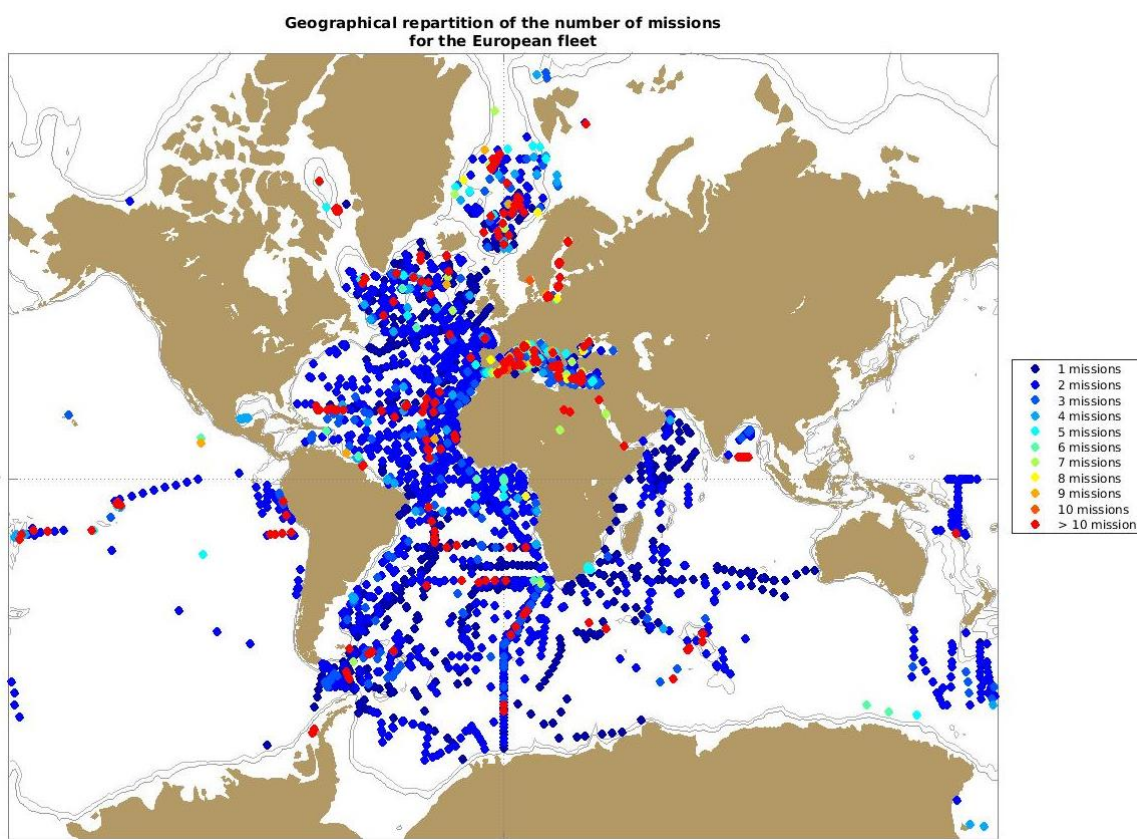 Geographical repartition of the number of missions
for the European fleet
1 missions
2 missions
3 missions
4 missions
5 missions
6 missions
7 missions
8 missions
9 missions
10 missions
> 10 mission